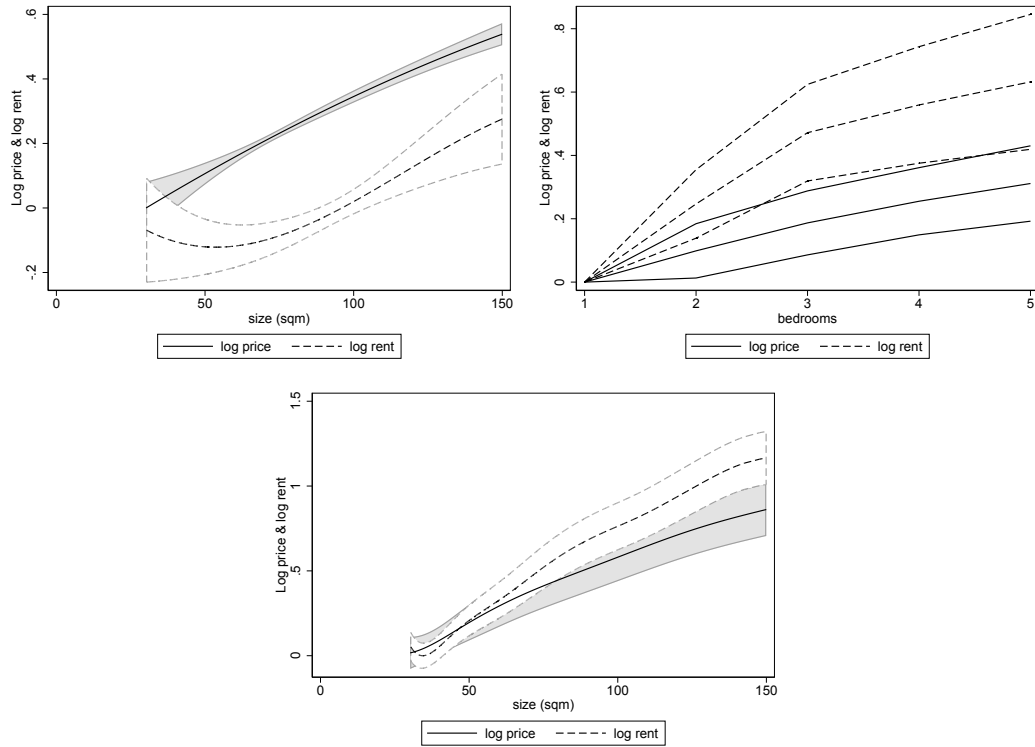 Log price & log rent
.6
.4
.2
0
-.2
0 50 100 150
size (sqm)
log price log rent
Log price & log rent
.8
.6
.4
.2
0
1 2 3 4 5
bedrooms
log price log rent
Log price & log rent
1.5
1
.5
0
0 50 100 150
size (sqm)
log price log rent